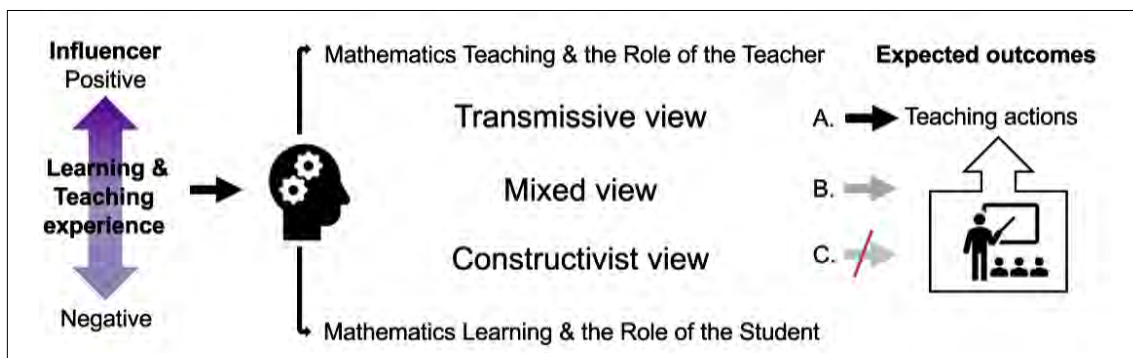 Influencer
Positive
Learning &
Teaching
experience
Negative
Mathematics Teaching & the Role of the Teacher
Transmissive view
Mixed view
Constructivist view
Mathematics Learning & the Role of the Student
Expected outcomes
A.
Teaching actions
B.
C.